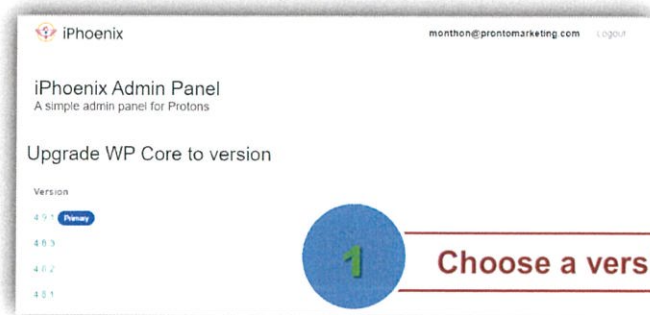 iPhoenix
monthon@prontomarketing.com Logout
iPhoenix Admin Panel
A simple admin panel for Protons
Upgrade WP Core to version
Version
4.9.1 Primary
4.8.3
4.8.2
4.8.1
1
Choose a vers